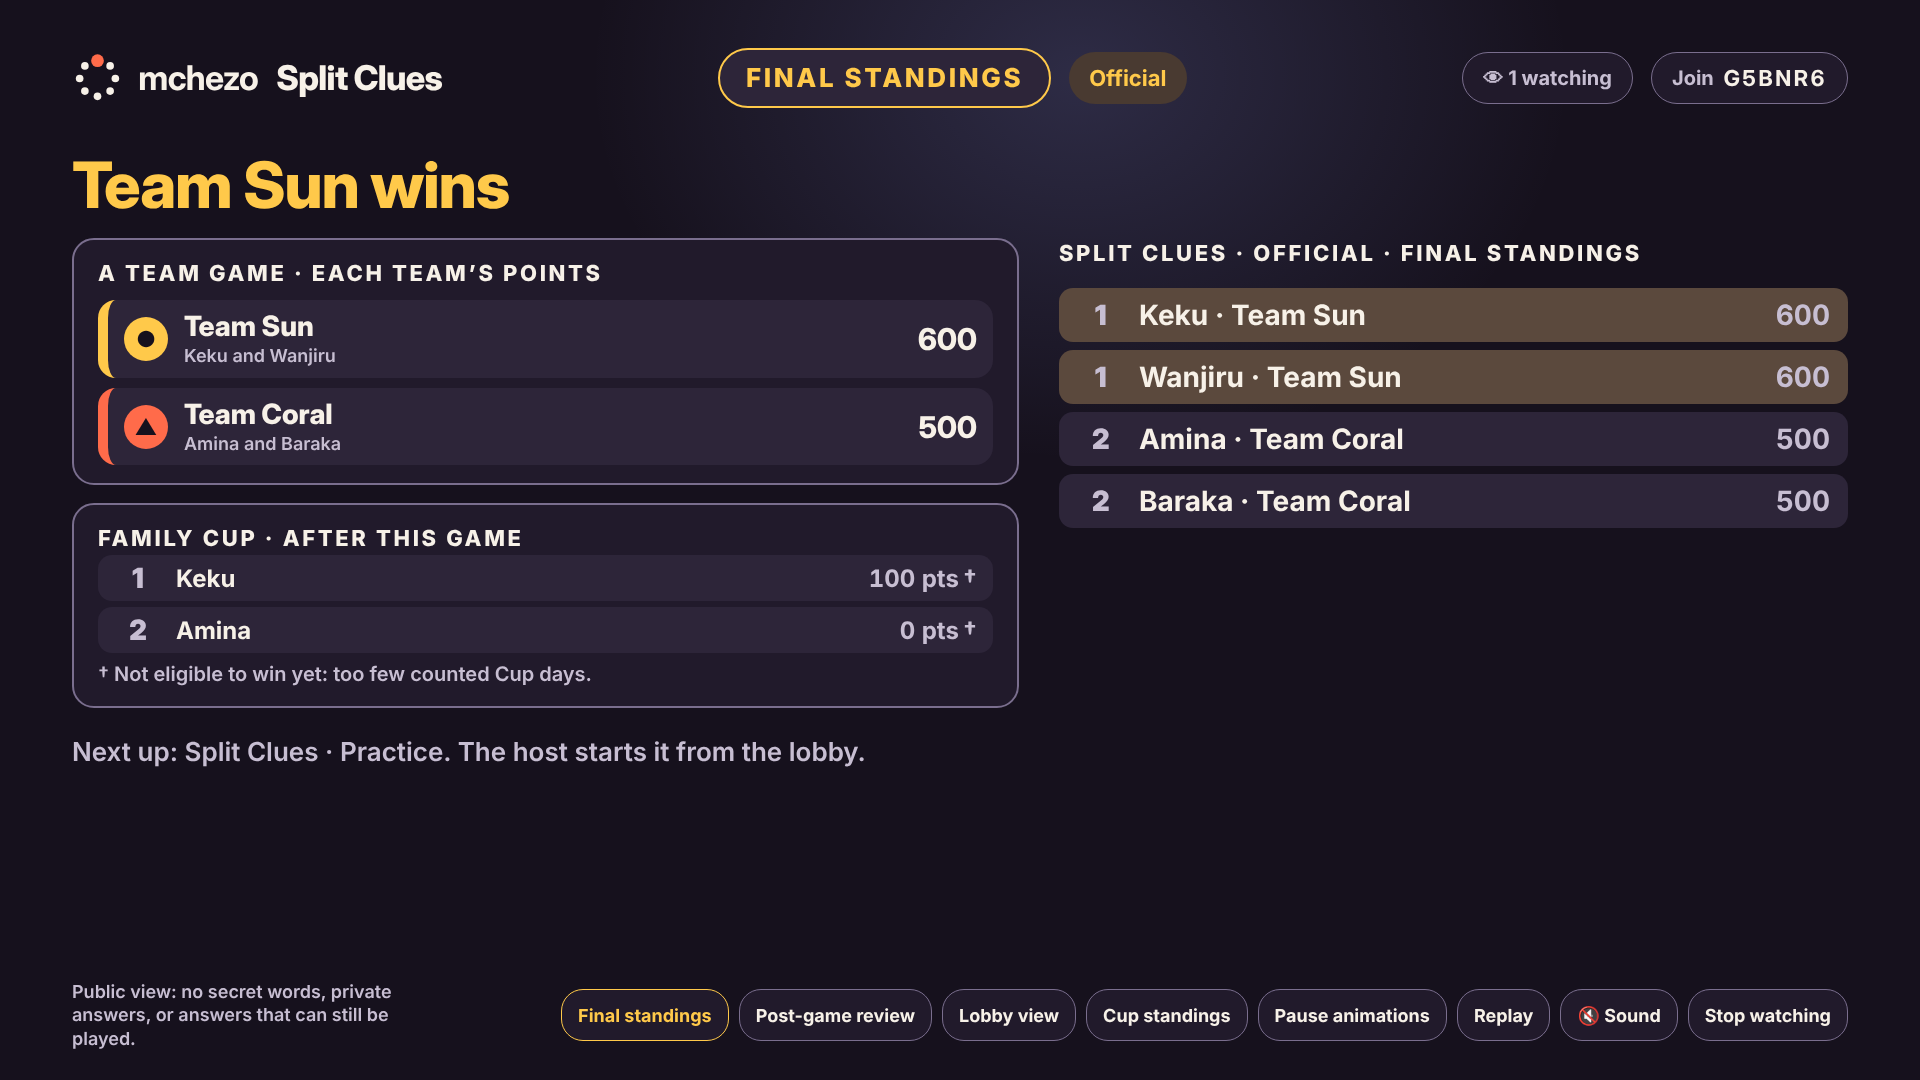 mchezo Split Clues
FINAL STANDINGS
Official
1 watching
Join G5BNR6
Team Sun wins
A TEAM GAME · EACH TEAM’S POINTS
Team Sun
Keku and Wanjiru
600
Team Coral
Amina and Baraka
500
FAMILY CUP · AFTER THIS GAME
1 Keku 100 pts †
2 Amina 0 pts †
† Not eligible to win yet: too few counted Cup days.
Next up: Split Clues · Practice. The host starts it from the lobby.
SPLIT CLUES · OFFICIAL · FINAL STANDINGS
1 Keku · Team Sun 600
1 Wanjiru · Team Sun 600
2 Amina · Team Coral 500
2 Baraka · Team Coral 500
Public view: no secret words, private
answers, or answers that can still be
played.
Final standings
Post-game review
Lobby view
Cup standings
Pause animations
Replay
Sound
Stop watching